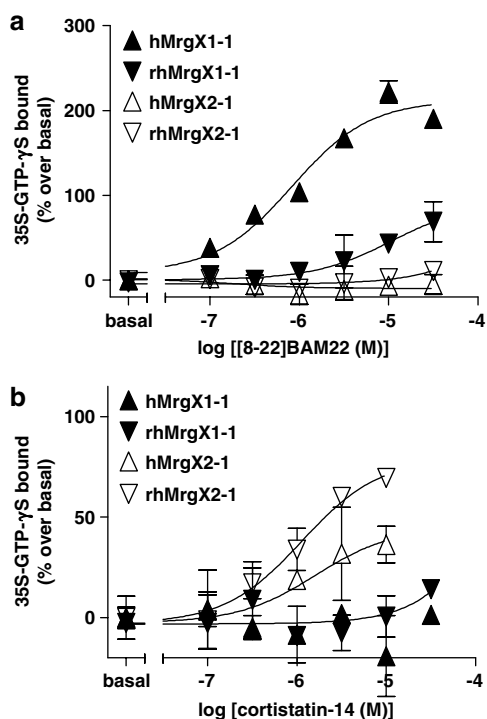 a
300
200
100
0
35S-GTP-γS bound
(% over basal)
hMrgX1-1
rhMrgX1-1
hMrgX2-1
rhMrgX2-1
basal -7 -6 -5 -4
log [[8-22]BAM22 (M)]
b
100
50
0
35S-GTP-γS bound
(% over basal)
hMrgX1-1
rhMrgX1-1
hMrgX2-1
rhMrgX2-1
basal -7 -6 -5 -4
log [cortistatin-14 (M)]